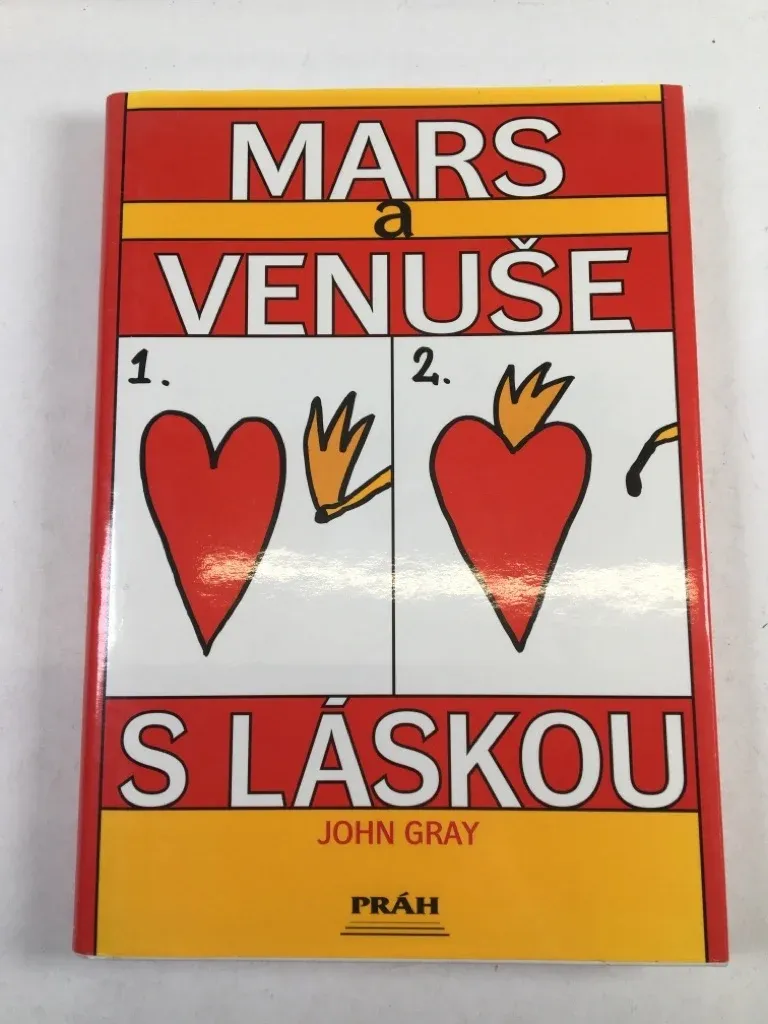 MARS
a
VENUŠE
1.
2.
S LÁSKOU
JOHN GRAY
PRÁH